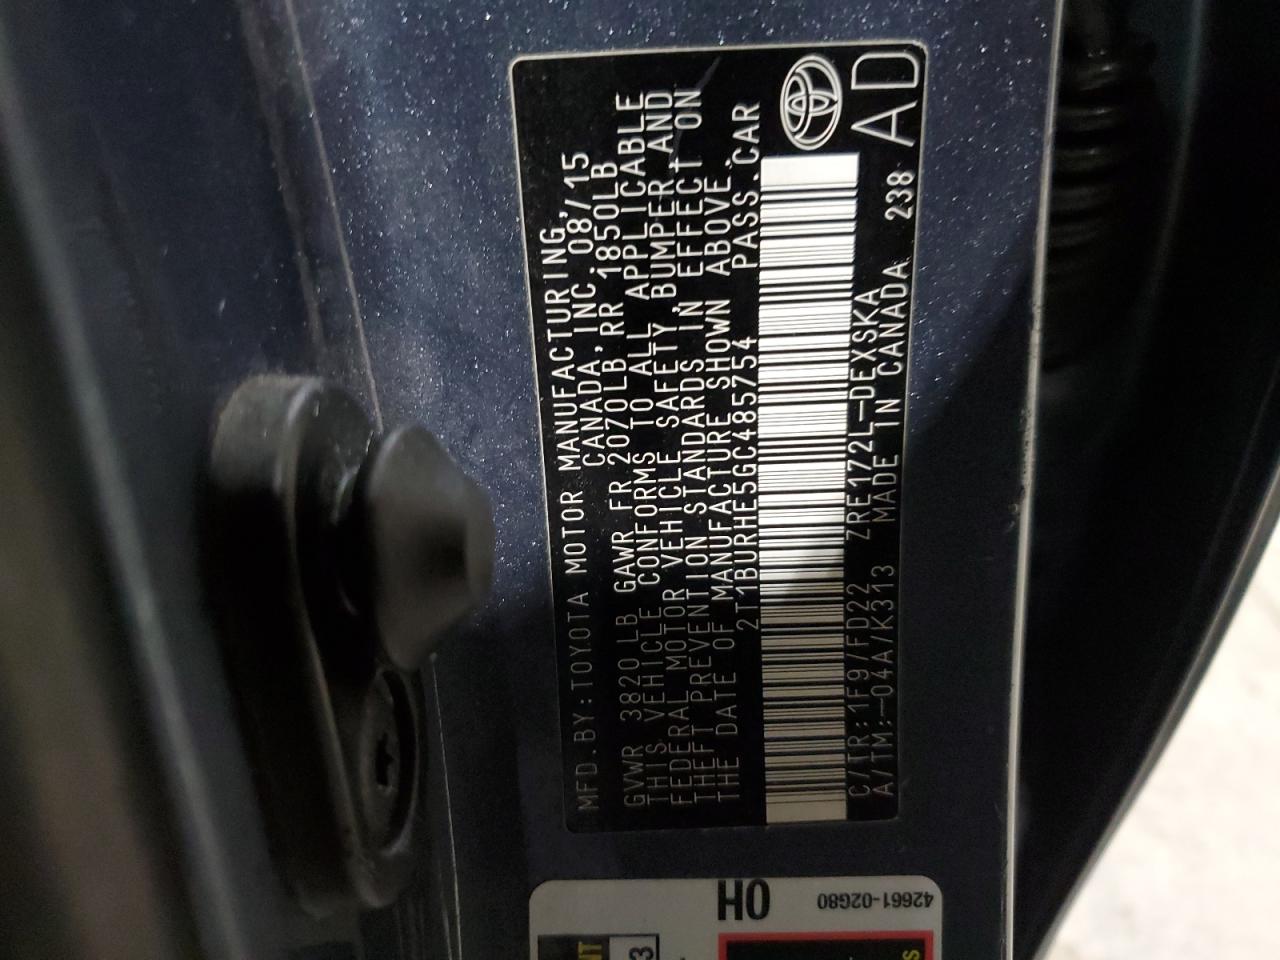 MFD.BY:TOYOTA MOTOR MANUFACTURING,
CANADA, INC. 08/15
GVWR 3820 LB GAWR FR 2070LB, RR 1850LB
THIS VEHICLE CONFORMS TO ALL APPLICABLE
FEDERAL MOTOR VEHICLE SAFETY, BUMPER, AND
THEFT PREVENTION STANDARDS IN EFFECT ON
THE DATE OF MANUFACTURE SHOWN ABOVE.
2T1BURHE5GC485754 PASS.CAR
C/TR:1F9/FD22 ZRE172L-DEXSKA 238
A/TM:-04A/K313 MADE IN CANADA AD
0H
42661-02G80
NT
3
S